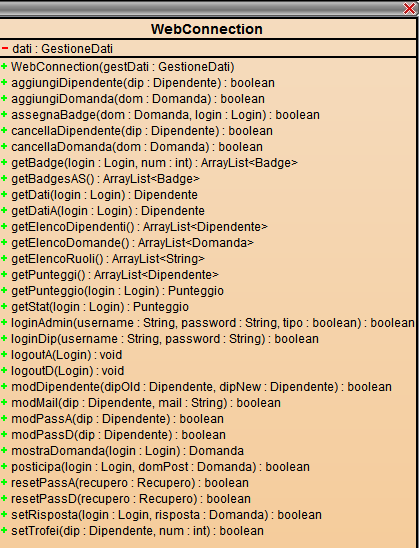 WebConnection
- dati : GestioneDati
+ WebConnection(gestDati : GestioneDati)
+ aggiungiDipendente(dip : Dipendente) : boolean
+ aggiungiDomanda(dom : Domanda) : boolean
+ assegnaBadge(dom : Domanda, login : Login) : boolean
+ cancellaDipendente(dip : Dipendente) : boolean
+ cancellaDomanda(dom : Domanda) : boolean
+ getBadge(login : Login, num : int) : ArrayList<Badge>
+ getBadgesAS() : ArrayList<Badge>
+ getDati(login : Login) : Dipendente
+ getDatiA(login : Login) : Dipendente
+ getElencoDipendenti() : ArrayList<Dipendente>
+ getElencoDomande() : ArrayList<Domanda>
+ getElencoRuoli() : ArrayList<String>
+ getPunteggi() : ArrayList<Dipendente>
+ getPunteggio(login : Login) : Punteggio
+ getStat(login : Login) : Punteggio
+ loginAdmin(username : String, password : String, tipo : boolean) : boolean
+ loginDip(username : String, password : String) : boolean
+ logoutA(Login) : void
+ logoutD(Login) : void
+ modDipendente(dipOld : Dipendente, dipNew : Dipendente) : boolean
+ modMail(dip : Dipendente, mail : String) : boolean
+ modPassA(dip : Dipendente) : boolean
+ modPassD(dip : Dipendente) : boolean
+ mostraDomanda(login : Login) : Domanda
+ posticipa(login : Login, domPost : Domanda) : boolean
+ resetPassA(recupero : Recupero) : boolean
+ resetPassD(recupero : Recupero) : boolean
+ setRisposta(login : Login, risposta : Domanda) : boolean
+ setTrofei(dip : Dipendente, num : int) : boolean